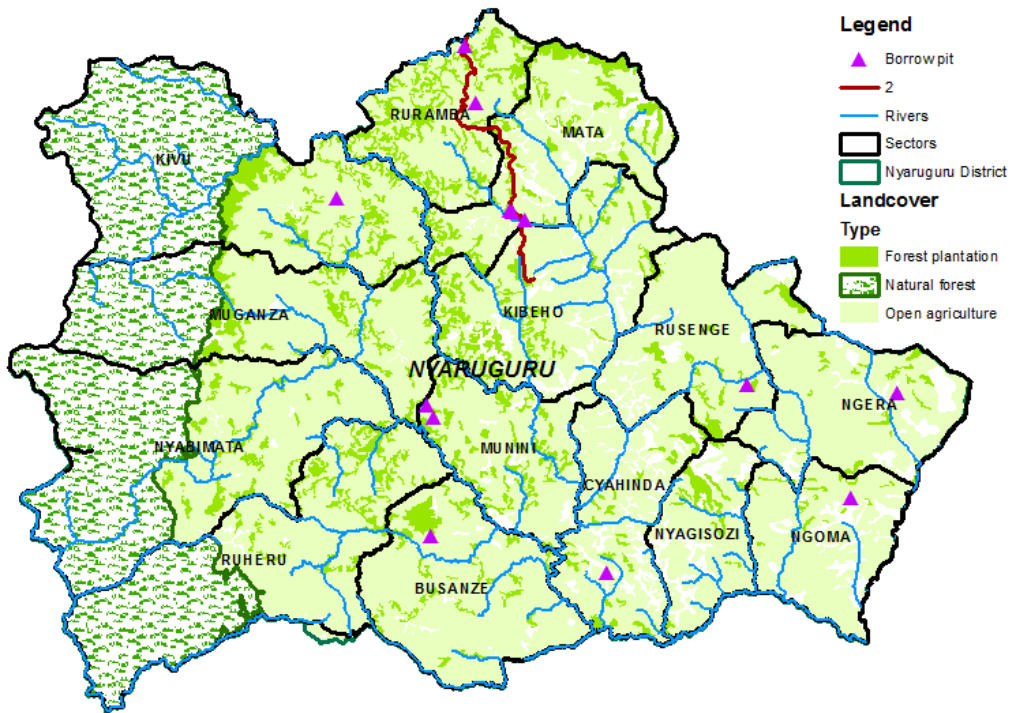 Legend
Borrow pit
2
Rivers
Sectors
Nyaruguru District
Landcover
Type
Forest plantation
Natural forest
Open agriculture
RURAMBA
MATA
KIVU
MUGANZA
KIBEHO
RUSENGE
NYARUGURU
NGERA
NYABIMATA
MUNINI
CYAHINDA
NYAGISOZI
NGOMA
RUHERU
BUSANZE